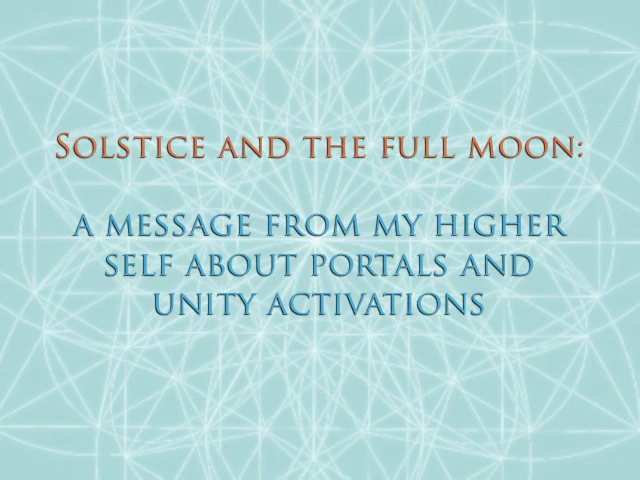 Solstice and the full moon:
a message from my higher
self about portals and
unity activations